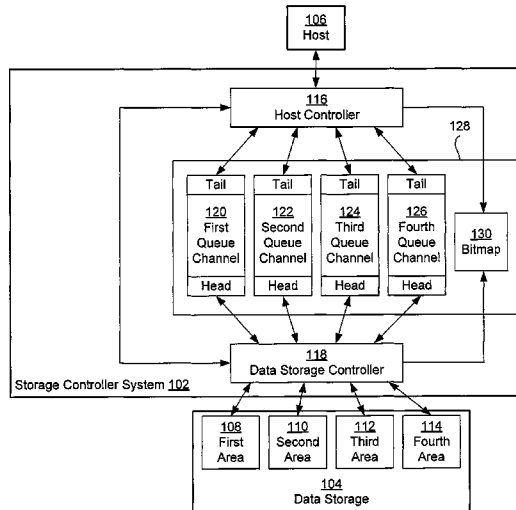 106
Host
116
Host Controller
128
Tail Tail Tail Tail
120 122 124 126
First Second Third Fourth
Queue Queue Queue Queue
Channel Channel Channel Channel
Head Head Head Head
130
Bitmap
118
Data Storage Controller
Storage Controller System 102
108 110 112 114
First Second Third Fourth
Area Area Area Area
104
Data Storage